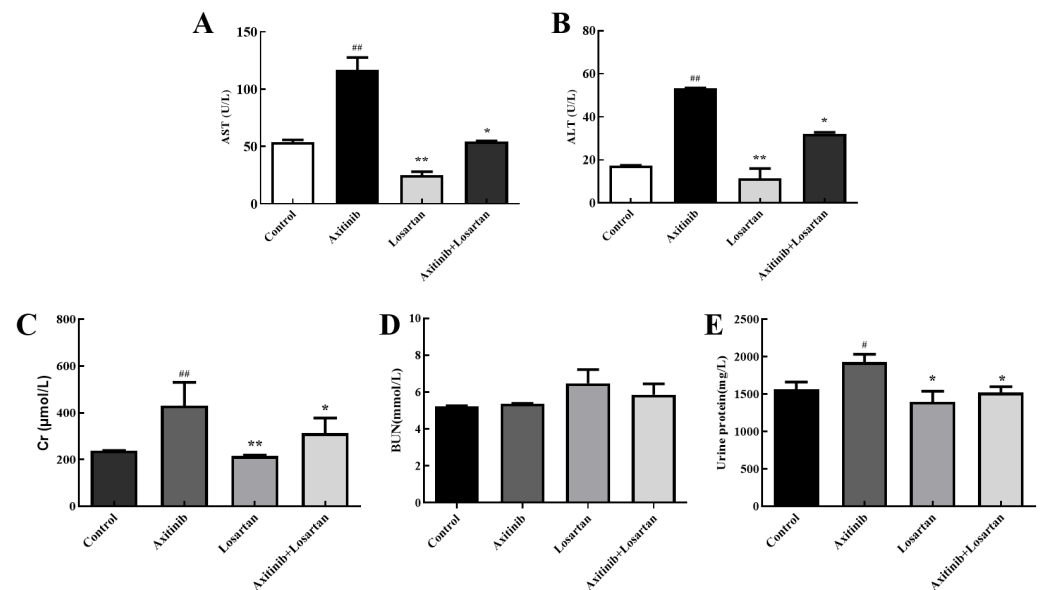 A
AST (U/L)
150
100
50
0
##
**
*
Control
Axitinib
Losartan
Axitinib+Losartan
B
ALT (U/L)
80
60
40
20
0
##
**
*
Control
Axitinib
Losartan
Axitinib+Losartan
C
Cr (μmol/L)
800
600
400
200
0
##
**
*
Control
Axitinib
Losartan
Axitinib+Losartan
D
BUN(mmol/L)
10
8
6
4
2
0
Control
Axitinib
Losartan
Axitinib+Losartan
E
Urine protein(mg/L)
2500
2000
1500
1000
500
0
#
*
*
Control
Axitinib
Losartan
Axitinib+Losartan